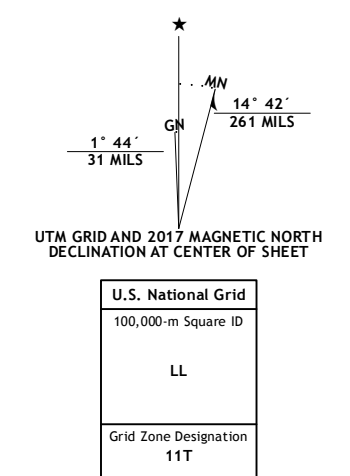 ★
MN
GN
14° 42´
261 MILS
1° 44´
31 MILS
UTM GRID AND 2017 MAGNETIC NORTH
DECLINATION AT CENTER OF SHEET
U.S. National Grid
100,000-m Square ID
LL
Grid Zone Designation
11T